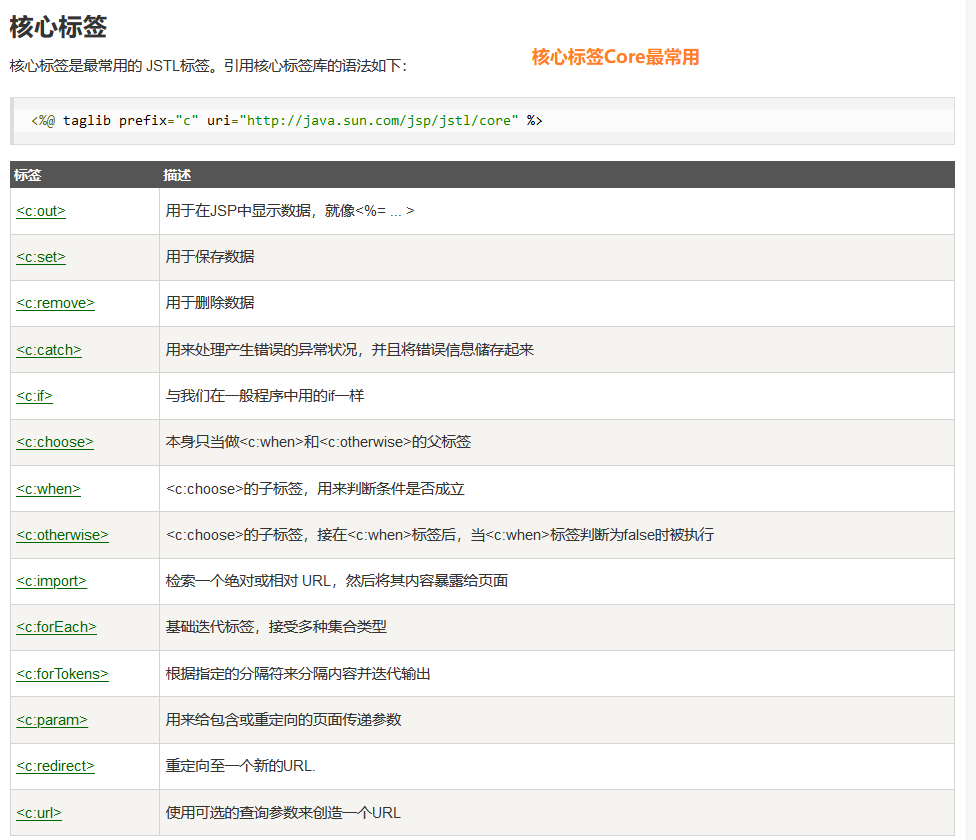 核心标签
核心标签是最常用的 JSTL标签。引用核心标签库的语法如下：
核心标签Core最常用
<%@ taglib prefix="c" uri="http://java.sun.com/jsp/jstl/core" %>
标签 描述
<c:out> 用于在JSP中显示数据，就像<%= ... >
<c:set> 用于保存数据
<c:remove> 用于删除数据
<c:catch> 用来处理产生错误的异常状况，并且将错误信息储存起来
<c:if> 与我们在一般程序中用的if一样
<c:choose> 本身只当做<c:when>和<c:otherwise>的父标签
<c:when> <c:choose>的子标签，用来判断条件是否成立
<c:otherwise> <c:choose>的子标签，接在<c:when>标签后，当<c:when>标签判断为false时被执行
<c:import> 检索一个绝对或相对 URL，然后将其内容暴露给页面
<c:forEach> 基础迭代标签，接受多种集合类型
<c:forTokens> 根据指定的分隔符来分隔内容并迭代输出
<c:param> 用来给包含或重定向的页面传递参数
<c:redirect> 重定向至一个新的URL.
<c:url> 使用可选的查询参数来创造一个URL